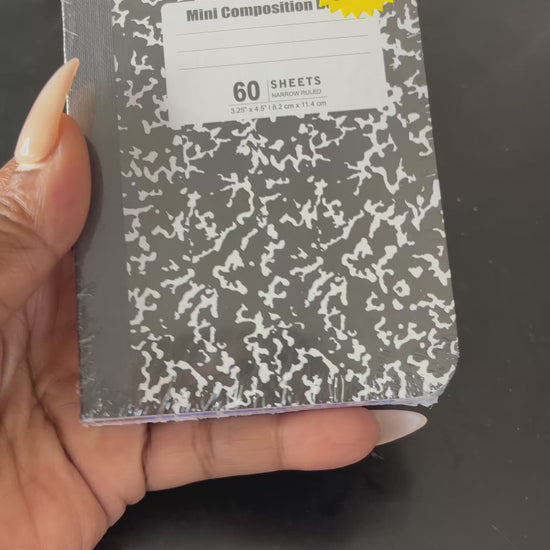 Mini Composition
60 SHEETS
NARROW RULED
3.25" x 4.5" | 8.2 cm x 11.4 cm